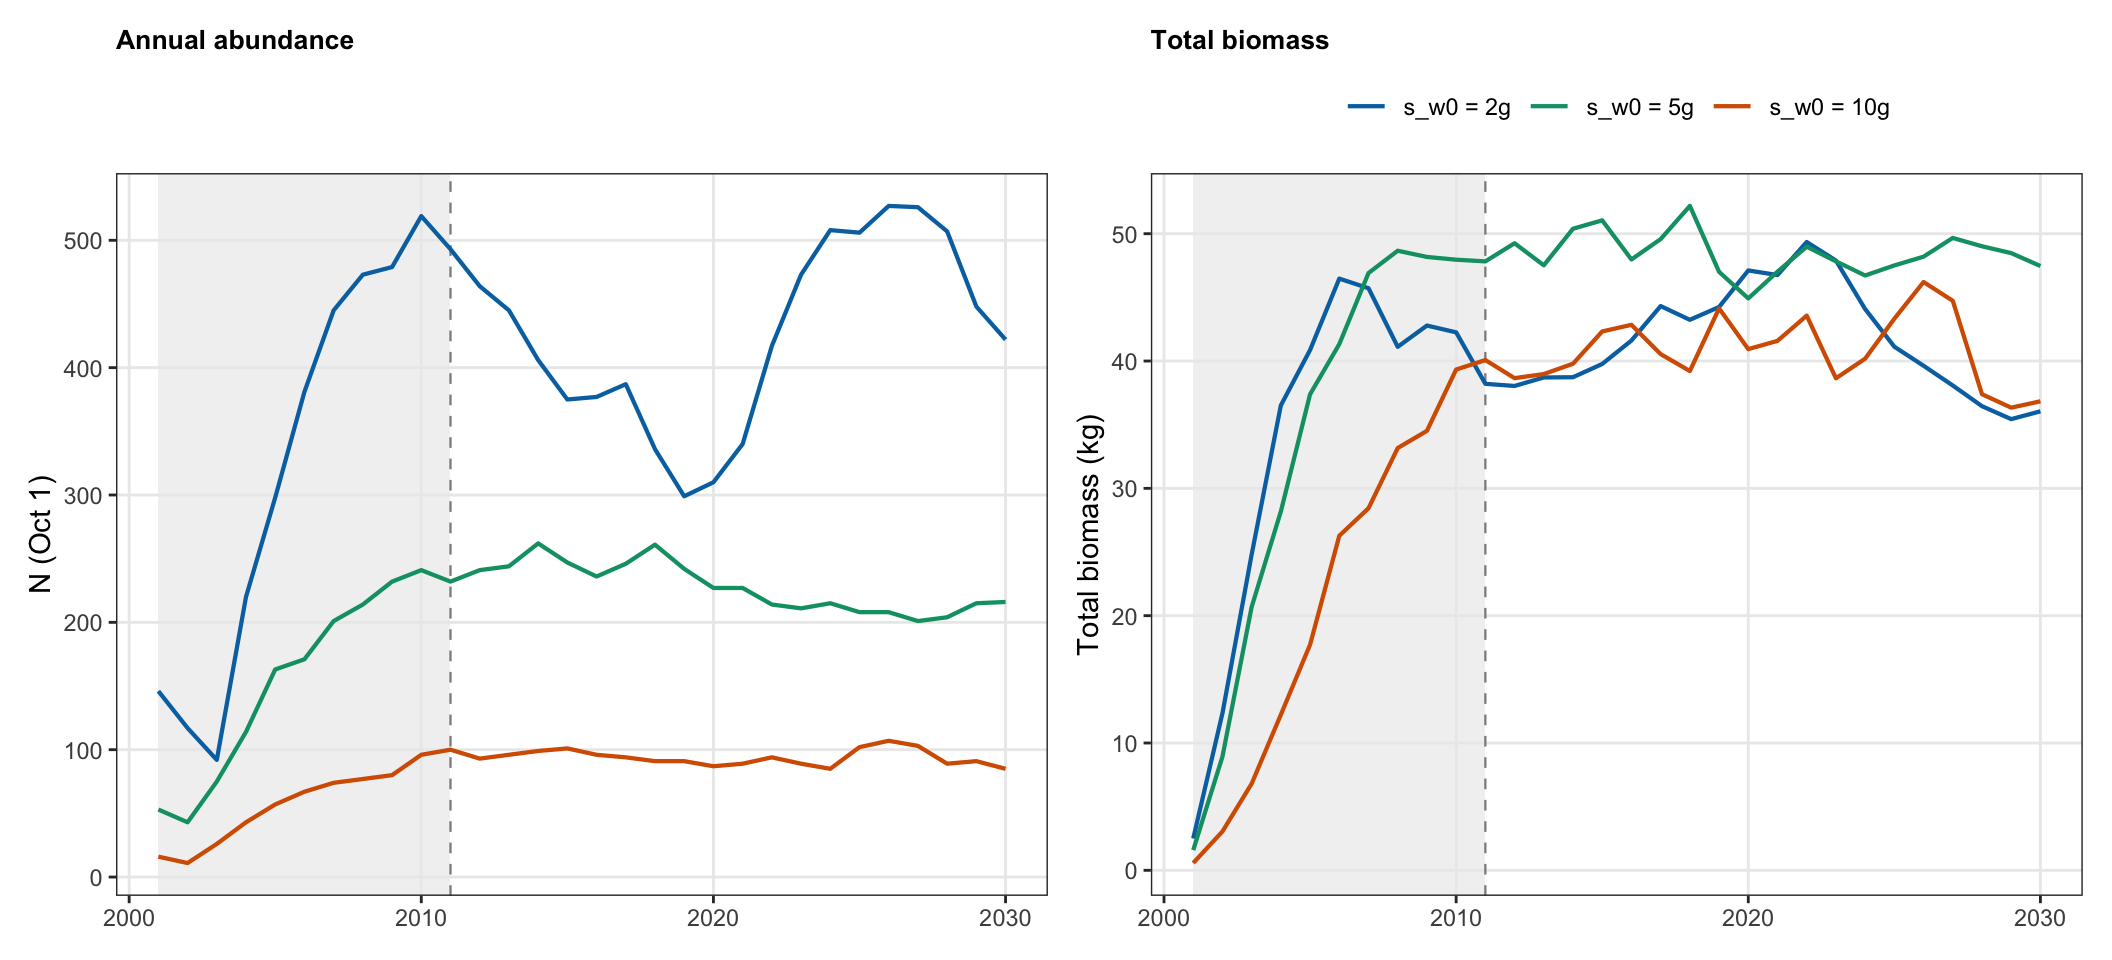 Annual abundance
N (Oct 1)
500
400
300
200
100
0
2000 2010 2020 2030
Total biomass
s_w0 = 2g s_w0 = 5g s_w0 = 10g
Total biomass (kg)
50
40
30
20
10
0
2000 2010 2020 2030